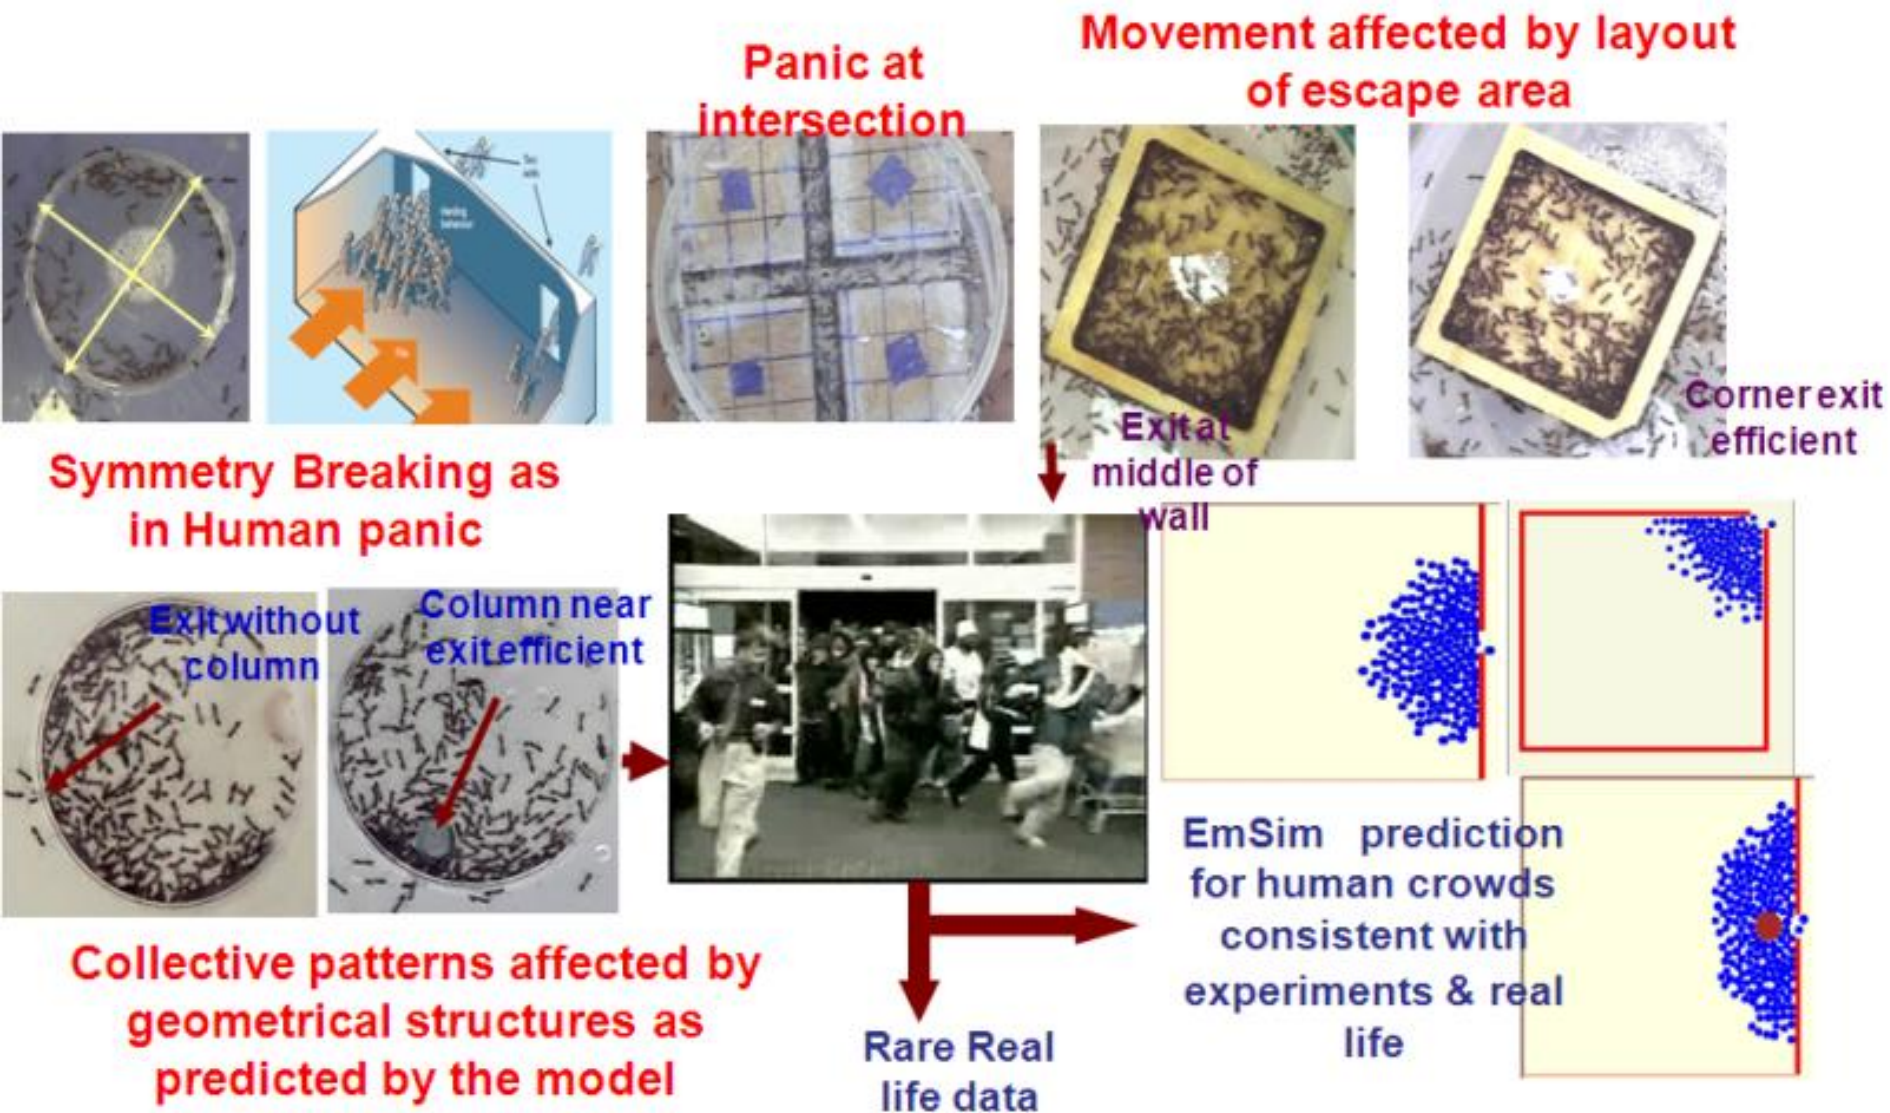 Movement affected by layout
of escape area
Panic at
intersection
Herding
behavior
Corner exit
efficient
Exit at
middle of
wall
Symmetry Breaking as
in Human panic
Exit without
column
Column near
exit efficient
EmSim prediction
for human crowds
consistent with
experiments & real
life
Collective patterns affected by
geometrical structures as
predicted by the model
Rare Real
life data